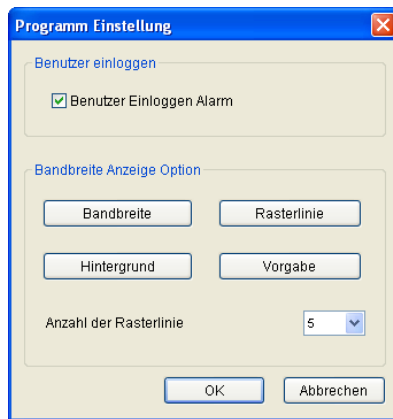 Programm Einstellung
Benutzer einloggen
Benutzer Einloggen Alarm
Bandbreite Anzeige Option
Bandbreite
Rasterlinie
Hintergrund
Vorgabe
Anzahl der Rasterlinie
5
OK
Abbrechen